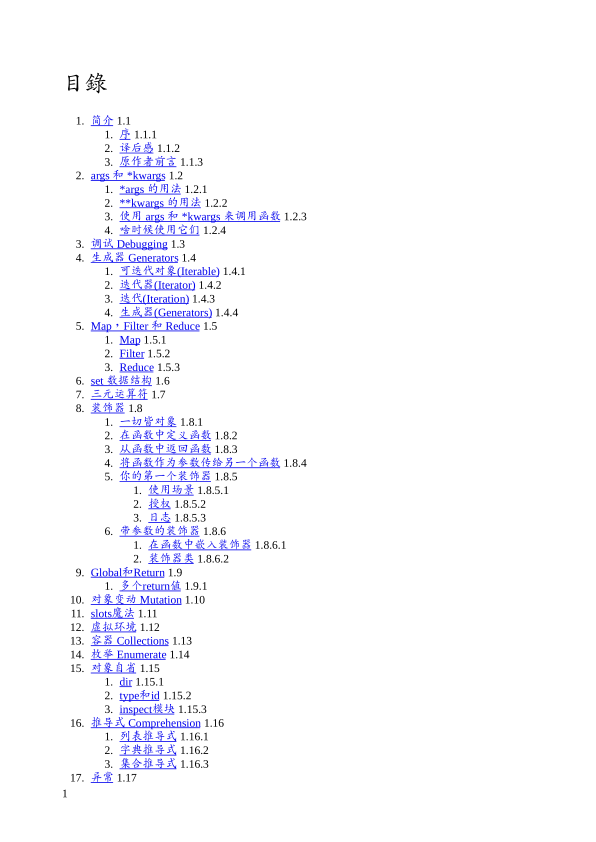 目錄
1. 简介 1.1
1. 序 1.1.1
2. 译后感 1.1.2
3. 原作者前言 1.1.3
2. args 和 *kwargs 1.2
1. *args 的用法 1.2.1
2. **kwargs 的用法 1.2.2
3. 使用 args 和 *kwargs 来调用函数 1.2.3
4. 啥时候使用它们 1.2.4
3. 调试 Debugging 1.3
4. 生成器 Generators 1.4
1. 可迭代对象(Iterable) 1.4.1
2. 迭代器(Iterator) 1.4.2
3. 迭代(Iteration) 1.4.3
4. 生成器(Generators) 1.4.4
5. Map，Filter 和 Reduce 1.5
1. Map 1.5.1
2. Filter 1.5.2
3. Reduce 1.5.3
6. set 数据结构 1.6
7. 三元运算符 1.7
8. 装饰器 1.8
1. 一切皆对象 1.8.1
2. 在函数中定义函数 1.8.2
3. 从函数中返回函数 1.8.3
4. 将函数作为参数传给另一个函数 1.8.4
5. 你的第一个装饰器 1.8.5
1. 使用场景 1.8.5.1
2. 授权 1.8.5.2
3. 日志 1.8.5.3
6. 带参数的装饰器 1.8.6
1. 在函数中嵌入装饰器 1.8.6.1
2. 装饰器类 1.8.6.2
9. Global和Return 1.9
1. 多个return值 1.9.1
10. 对象变动 Mutation 1.10
11. slots魔法 1.11
12. 虚拟环境 1.12
13. 容器 Collections 1.13
14. 枚举 Enumerate 1.14
15. 对象自省 1.15
1. dir 1.15.1
2. type和id 1.15.2
3. inspect模块 1.15.3
16. 推导式 Comprehension 1.16
1. 列表推导式 1.16.1
2. 字典推导式 1.16.2
3. 集合推导式 1.16.3
17. 异常 1.17
1